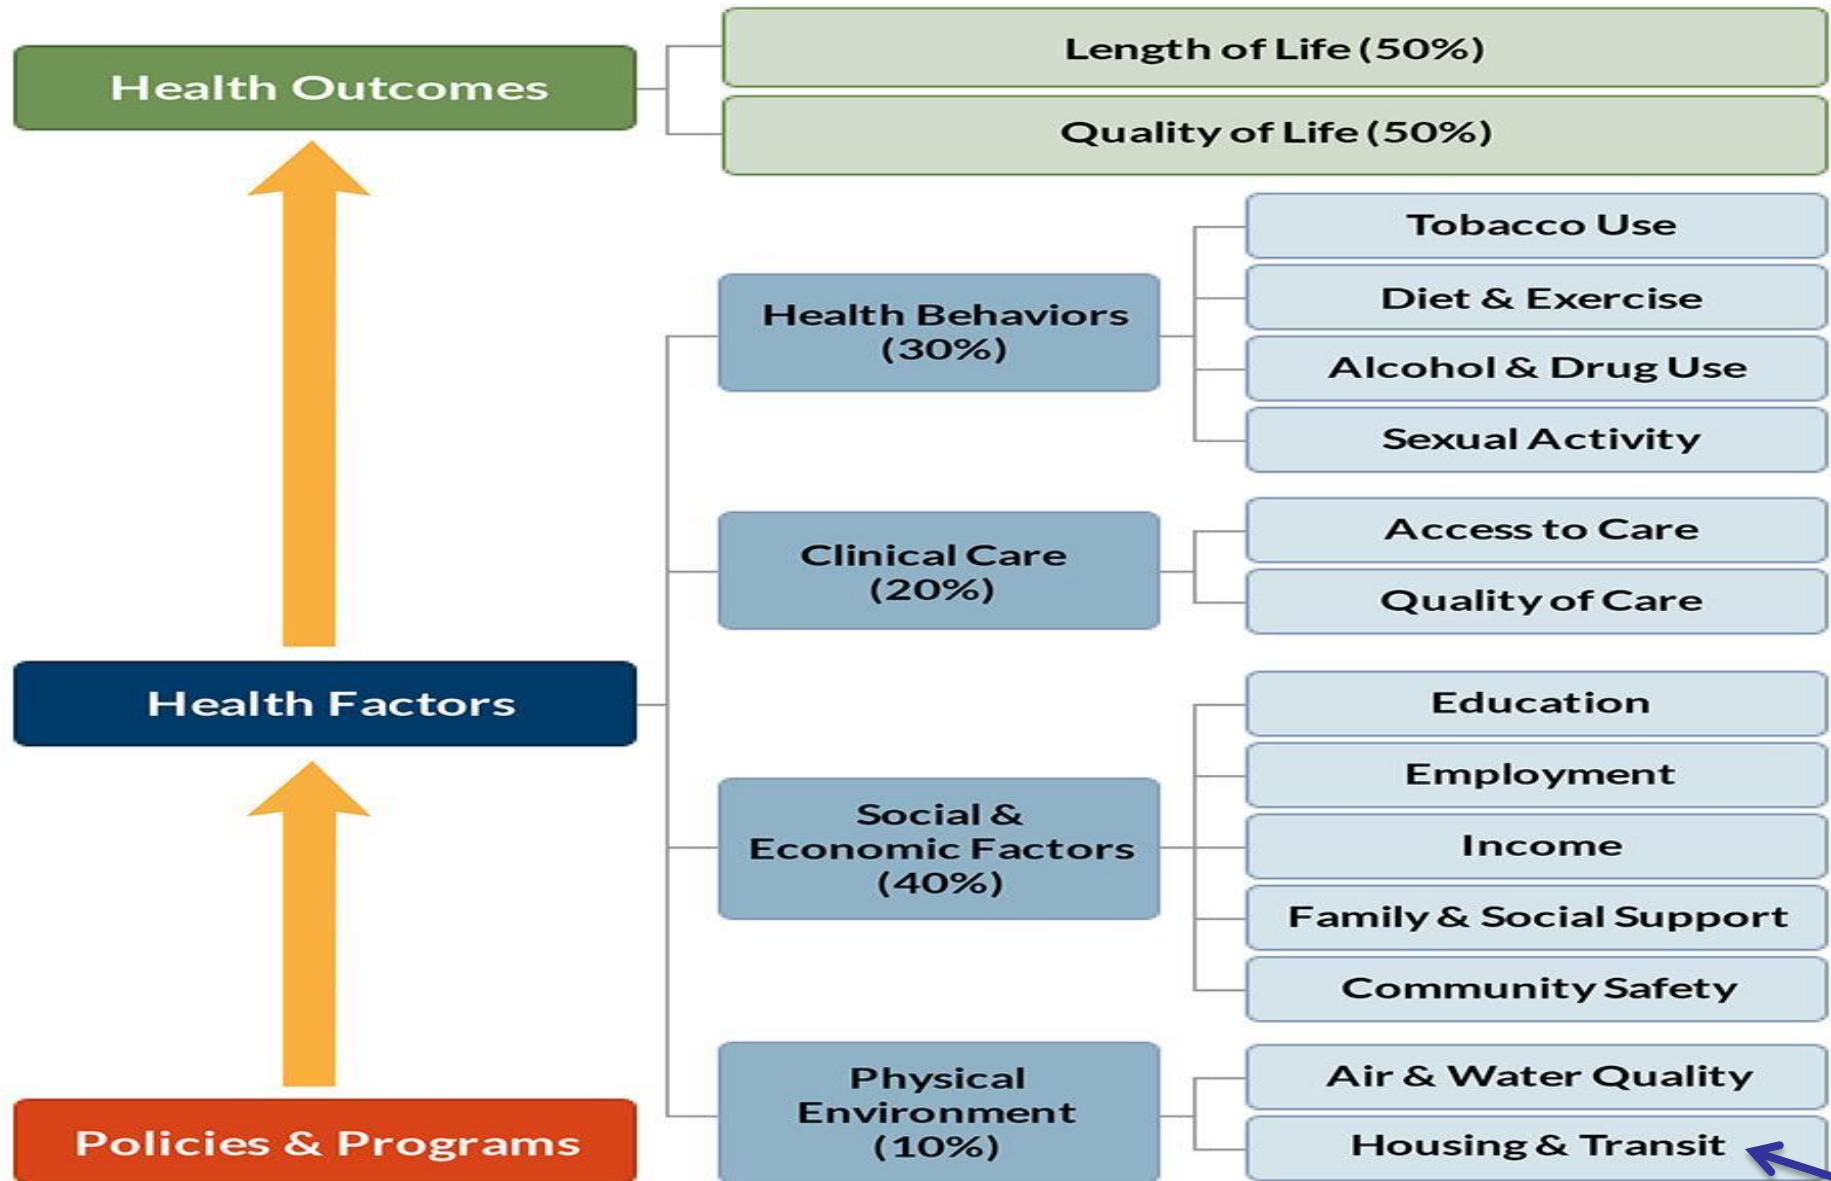 Health Outcomes
Length of Life (50%)
Quality of Life (50%)
Health Behaviors
(30%)
Tobacco Use
Diet & Exercise
Alcohol & Drug Use
Sexual Activity
Clinical Care
(20%)
Access to Care
Quality of Care
Health Factors
Social &
Economic Factors
(40%)
Education
Employment
Income
Family & Social Support
Community Safety
Physical
Environment
(10%)
Air & Water Quality
Housing & Transit
Policies & Programs